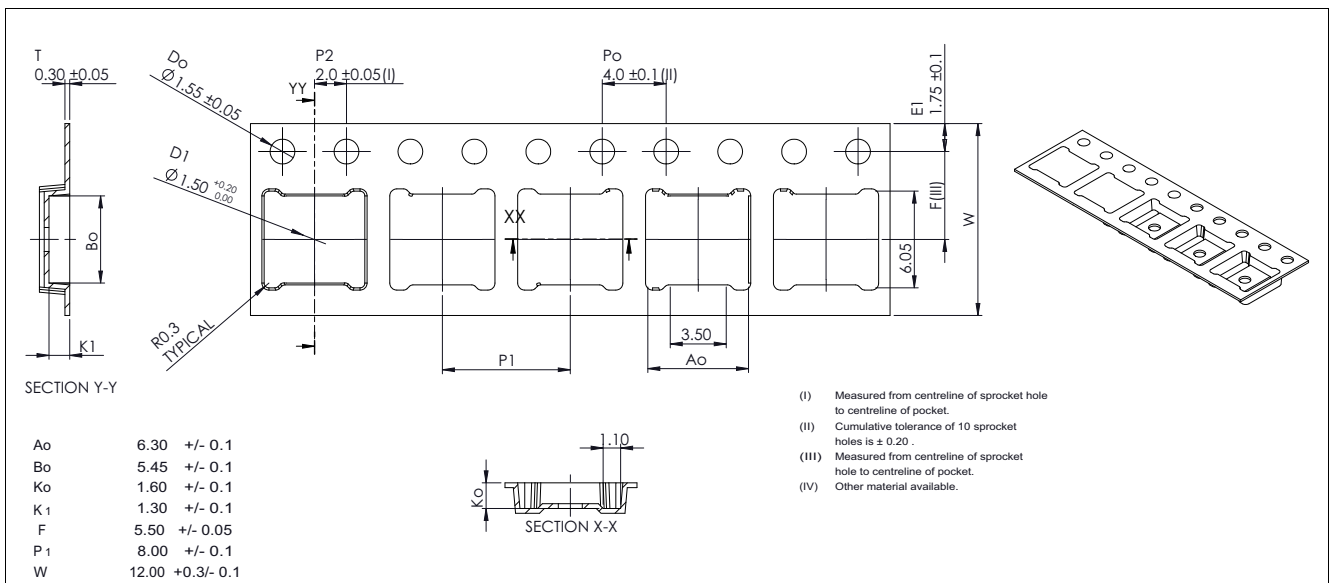 T
0.30 ±0.05
Do
Ø1.55 ±0.05
P2
2.0 ±0.05(I)
YY
Po
4.0 ±0.1(II)
E1
1.75 ±0.1
D1
Ø1.50 +0.20 0.00
XX
F(III)
W
Bo
6.05
R0.3
TYPICAL
K1
P1
3.50
Ao
SECTION Y-Y
(I) Measured from centreline of sprocket hole
to centreline of pocket.
(II) Cumulative tolerance of 10 sprocket
holes is ± 0.20 .
(III) Measured from centreline of sprocket
hole to centreline of pocket.
(IV) Other material available.
Ao 6.30 +/- 0.1
Bo 5.45 +/- 0.1
Ko 1.60 +/- 0.1
K1 1.30 +/- 0.1
F 5.50 +/- 0.05
P1 8.00 +/- 0.1
W 12.00 +0.3/- 0.1
1.10
Ko
SECTION X-X